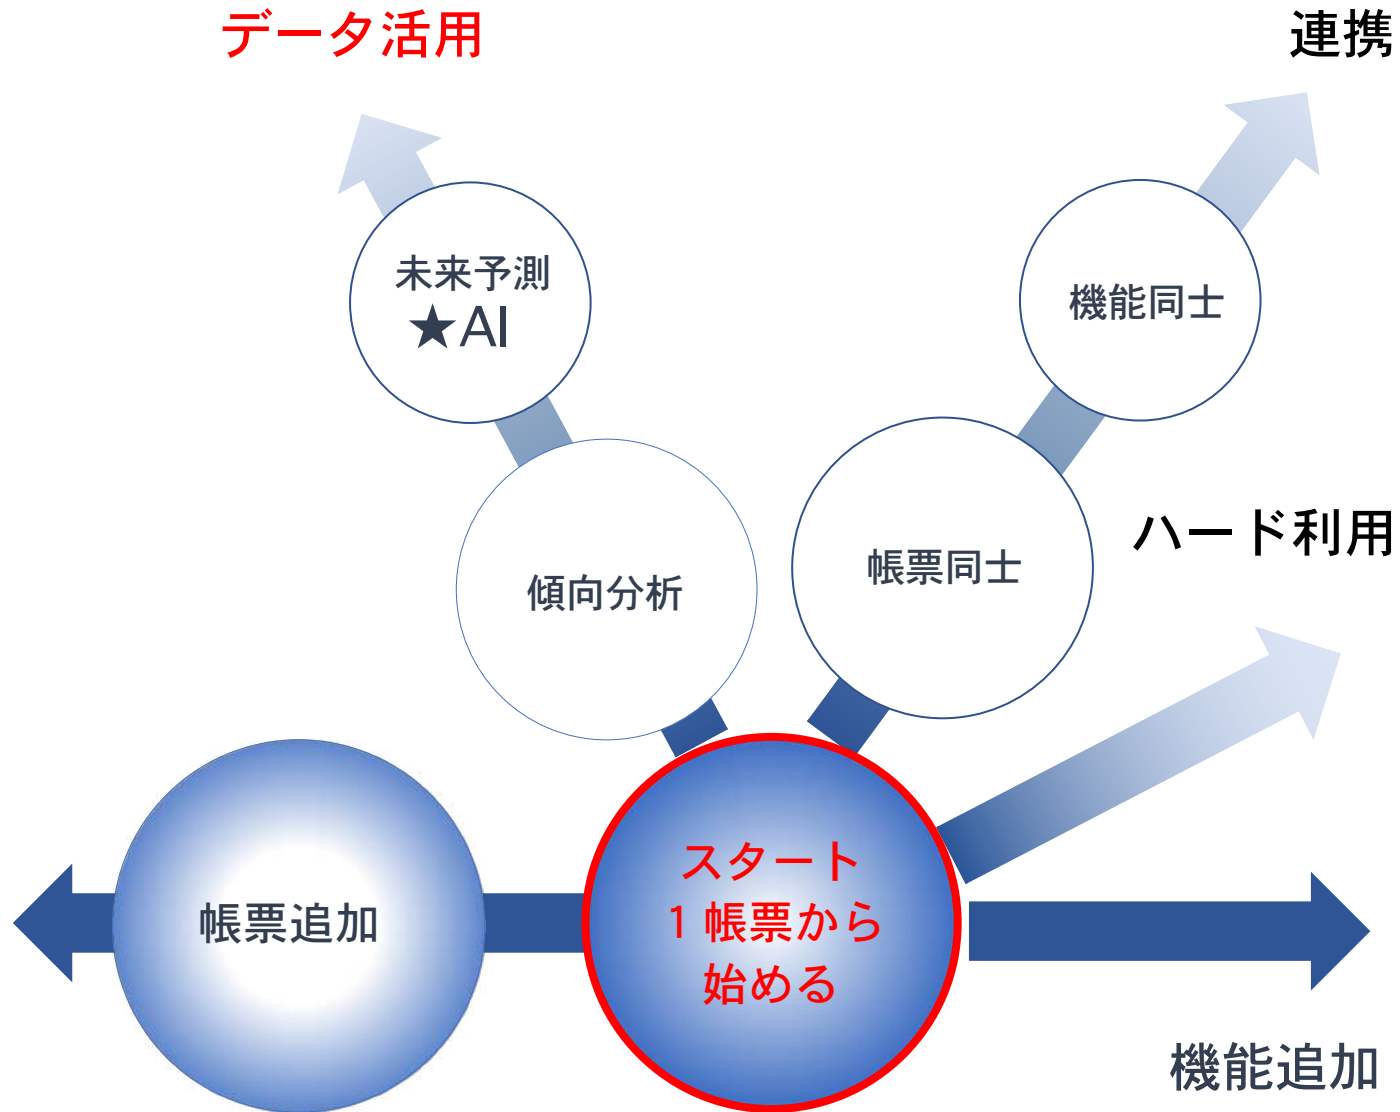 データ活用
連携
未来予測
★AI
機能同士
ハード利用
帳票同士
傾向分析
スタート
1 帳票から
始める
帳票追加
機能追加